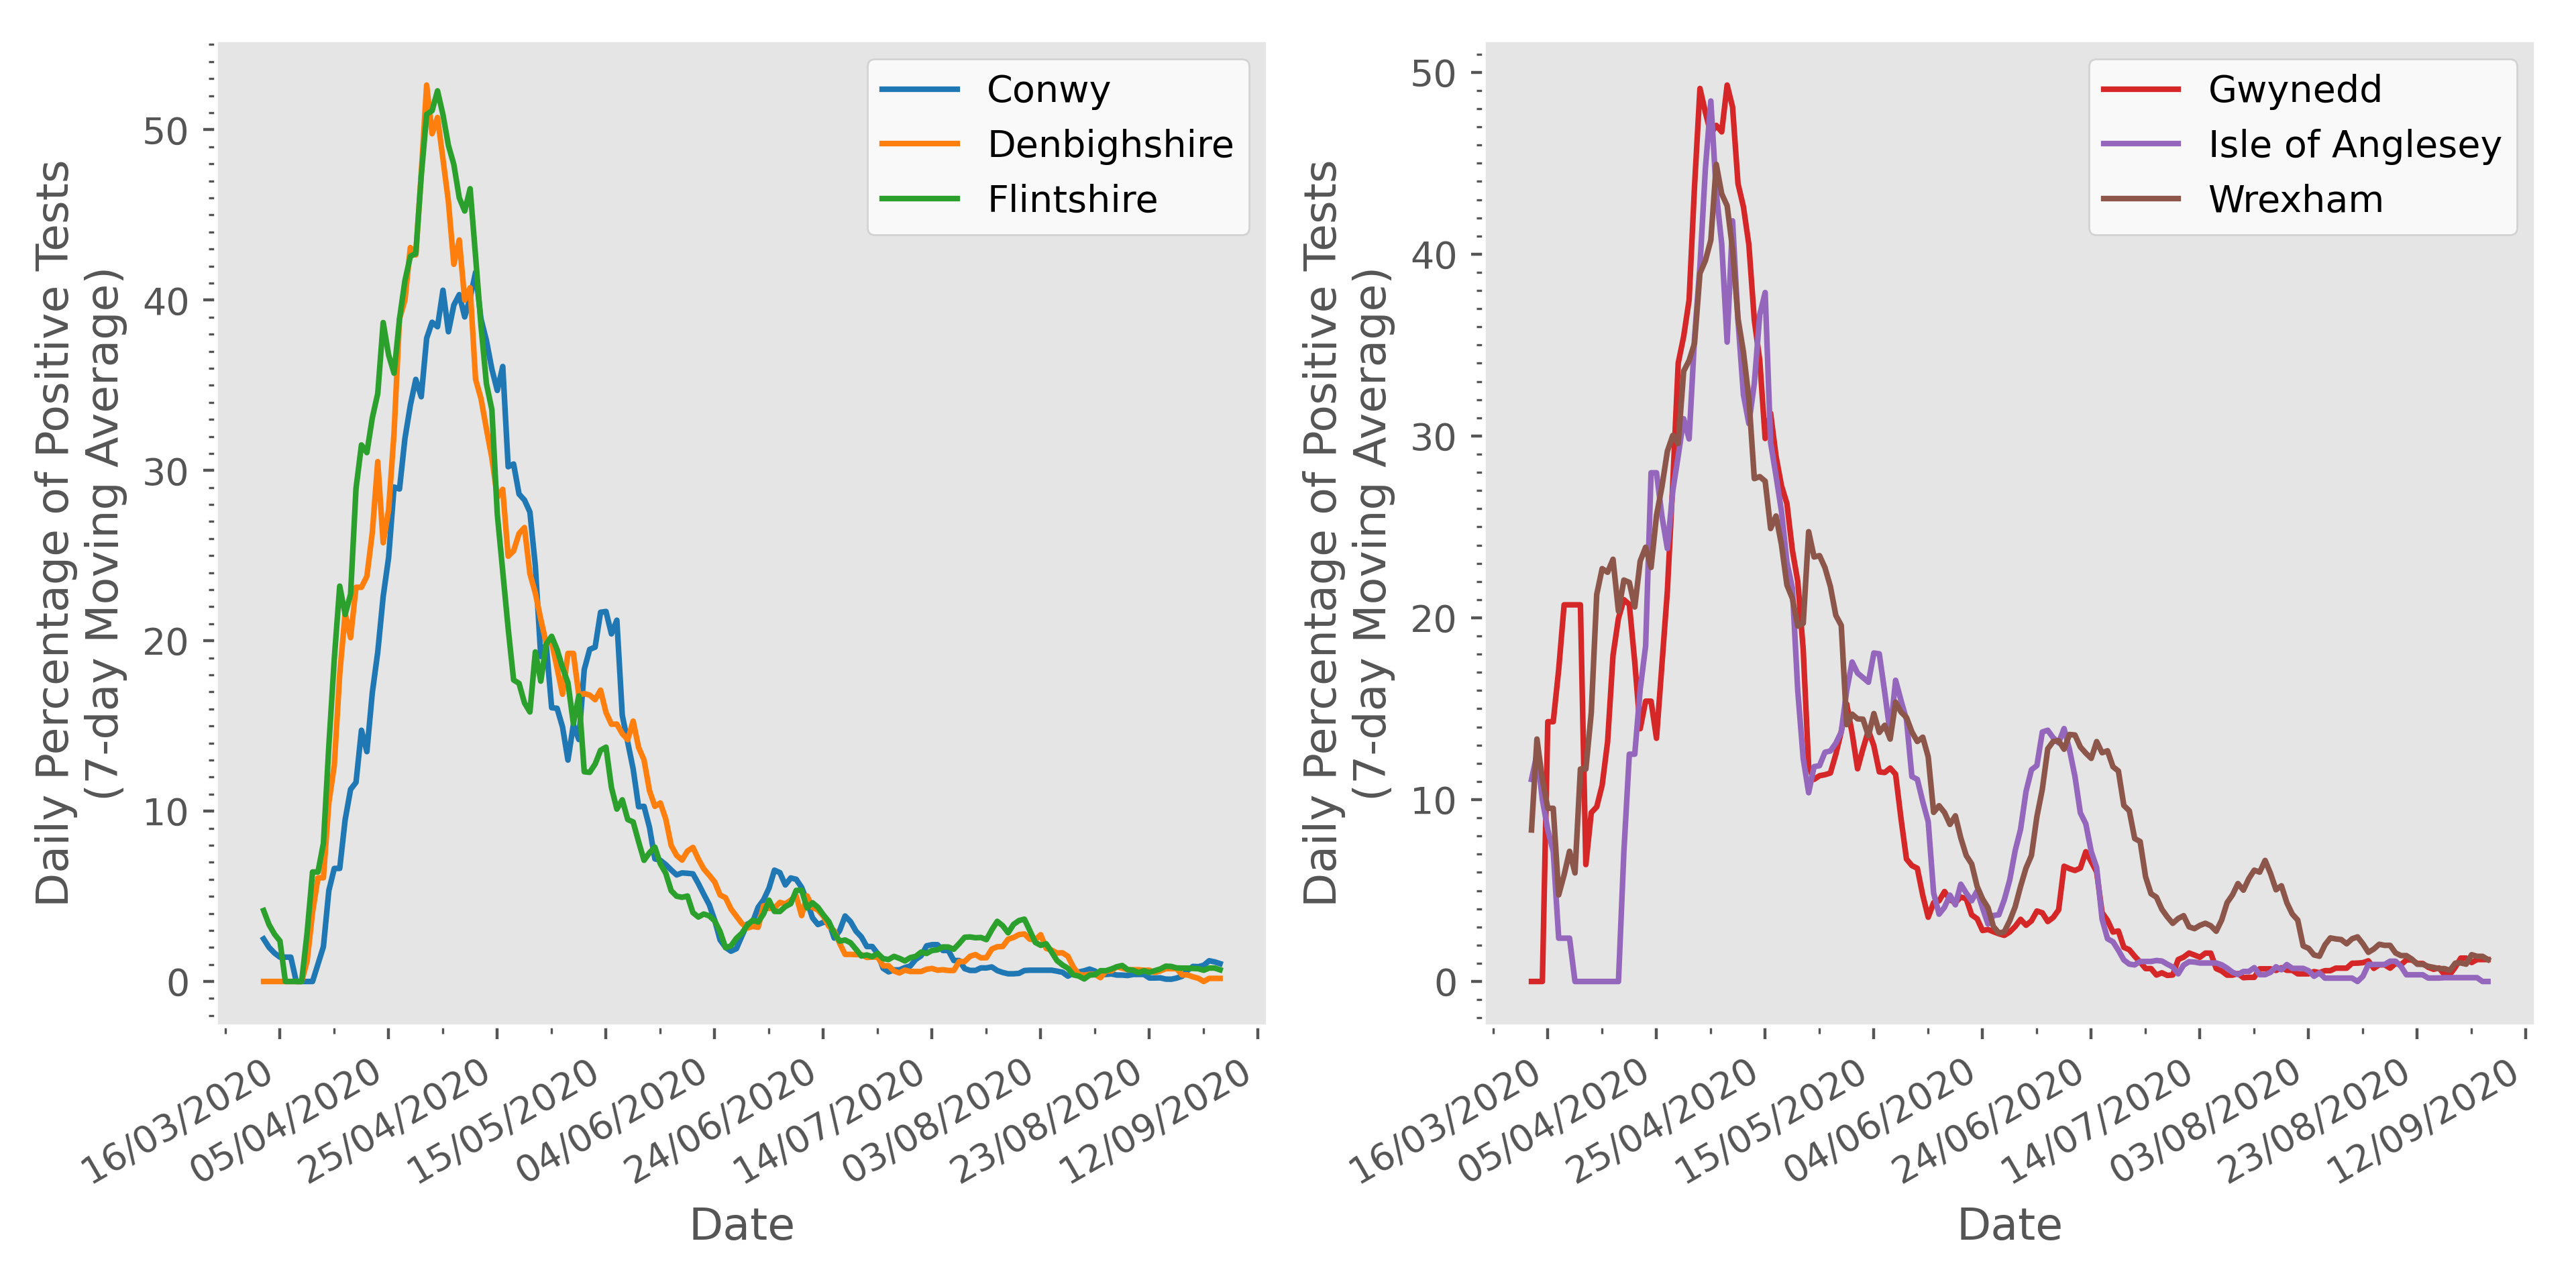 Daily Percentage of Positive Tests
(7-day Moving Average)
50
40
30
20
10
0
Conwy
Denbighshire
Flintshire
16/03/2020
05/04/2020
25/04/2020
15/05/2020
04/06/2020
24/06/2020
14/07/2020
03/08/2020
23/08/2020
12/09/2020
Date
Daily Percentage of Positive Tests
(7-day Moving Average)
50
40
30
20
10
0
Gwynedd
Isle of Anglesey
Wrexham
16/03/2020
05/04/2020
25/04/2020
15/05/2020
04/06/2020
24/06/2020
14/07/2020
03/08/2020
23/08/2020
12/09/2020
Date